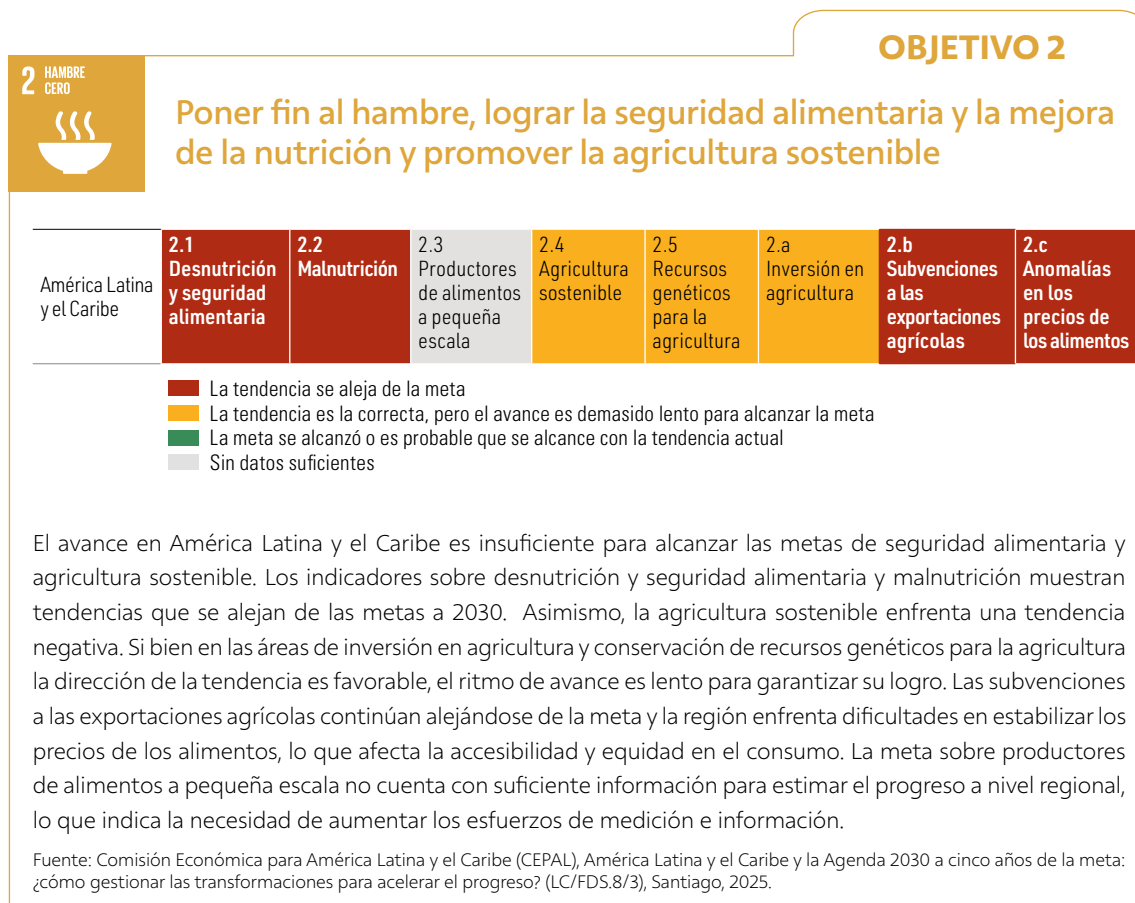 OBJETIVO 2
2 HAMBRE
CERO
Poner fin al hambre, lograr la seguridad alimentaria y la mejora
de la nutrición y promover la agricultura sostenible
América Latina
y el Caribe
2.1
Desnutrición
y seguridad
alimentaria
2.2
Malnutrición
2.3
Productores
de alimentos
a pequeña
escala
2.4
Agricultura
sostenible
2.5
Recursos
genéticos
para la
agricultura
2.a
Inversión en
agricultura
2.b
Subvenciones
a las
exportaciones
agrícolas
2.c
Anomalías
en los
precios de
los alimentos
La tendencia se aleja de la meta
La tendencia es la correcta, pero el avance es demasido lento para alcanzar la meta
La meta se alcanzó o es probable que se alcance con la tendencia actual
Sin datos suficientes
El avance en América Latina y el Caribe es insuficiente para alcanzar las metas de seguridad alimentaria y
agricultura sostenible. Los indicadores sobre desnutrición y seguridad alimentaria y malnutrición muestran
tendencias que se alejan de las metas a 2030. Asimismo, la agricultura sostenible enfrenta una tendencia
negativa. Si bien en las áreas de inversión en agricultura y conservación de recursos genéticos para la agricultura
la dirección de la tendencia es favorable, el ritmo de avance es lento para garantizar su logro. Las subvenciones
a las exportaciones agrícolas continúan alejándose de la meta y la región enfrenta dificultades en estabilizar los
precios de los alimentos, lo que afecta la accesibilidad y equidad en el consumo. La meta sobre productores
de alimentos a pequeña escala no cuenta con suficiente información para estimar el progreso a nivel regional,
lo que indica la necesidad de aumentar los esfuerzos de medición e información.
Fuente: Comisión Económica para América Latina y el Caribe (CEPAL), América Latina y el Caribe y la Agenda 2030 a cinco años de la meta:
¿cómo gestionar las transformaciones para acelerar el progreso? (LC/FDS.8/3), Santiago, 2025.